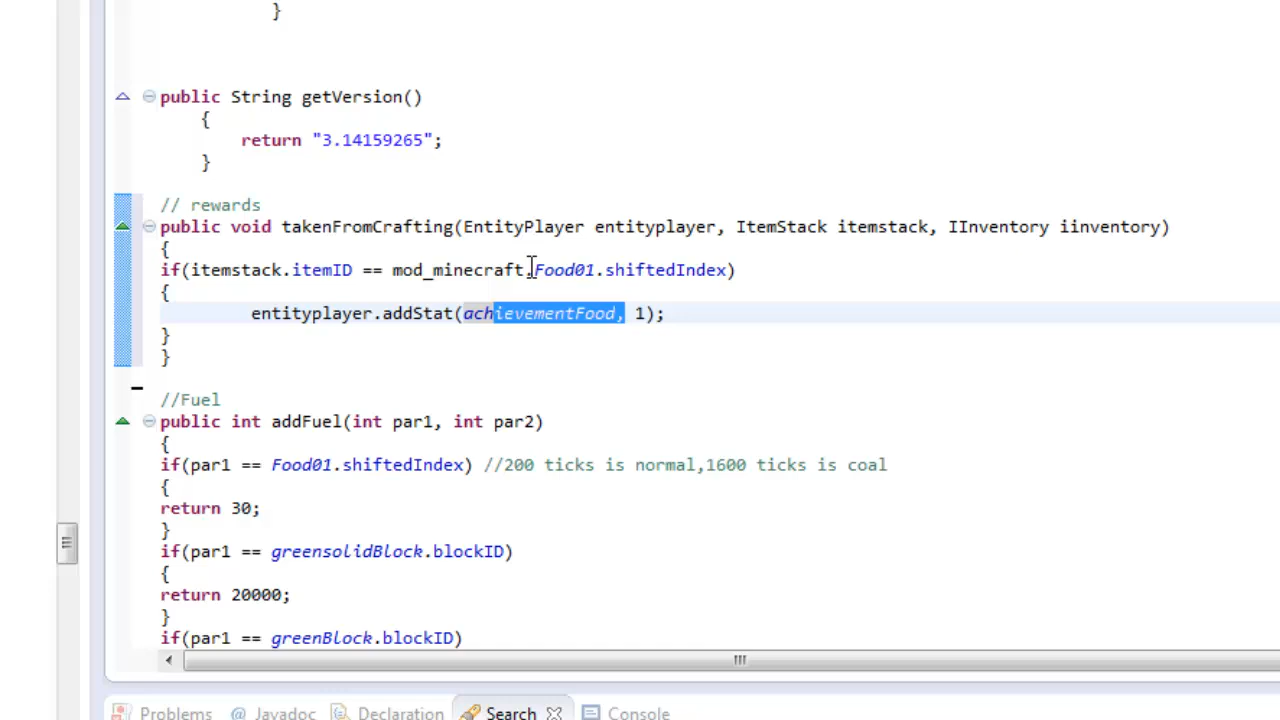 }
public String getVersion()
{
return "3.14159265";
}
// rewards
public void takenFromCrafting(EntityPlayer entityplayer, ItemStack itemstack, IInventory iinventory)
{
if(itemstack.itemID == mod_minecraft.Food01.shiftedIndex)
{
entityplayer.addStat(achievementFood, 1);
}
}
//Fuel
public int addFuel(int par1, int par2)
{
if(par1 == Food01.shiftedIndex) //200 ticks is normal,1600 ticks is coal
{
return 30;
}
if(par1 == greensolidBlock.blockID)
{
return 20000;
}
if(par1 == greenBlock.blockID)
Problems @ Javadoc Declaration Search Console